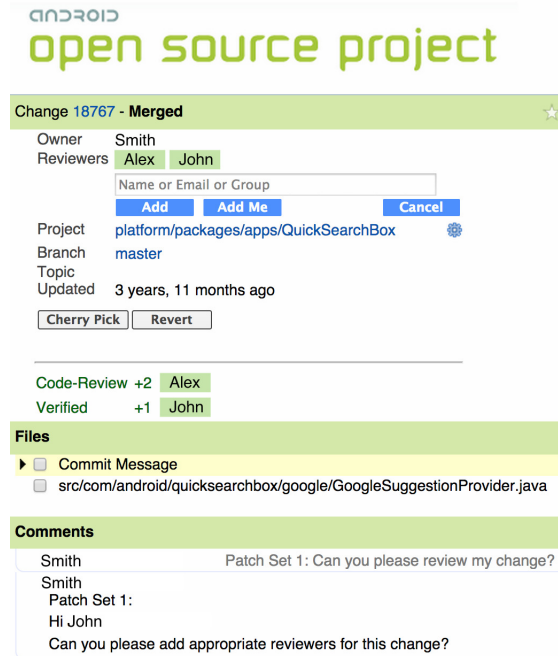 ANDROID
open source project
Change 18767 - Merged
Owner Smith
Reviewers Alex John
Name or Email or Group
Add Add Me Cancel
Project platform/packages/apps/QuickSearchBox
Branch master
Topic
Updated 3 years, 11 months ago
Cherry Pick Revert
Code-Review +2 Alex
Verified +1 John
Files
Commit Message
src/com/android/quicksearchbox/google/GoogleSuggestionProvider.java
Comments
Smith Patch Set 1: Can you please review my change?
Smith
Patch Set 1:
Hi John
Can you please add appropriate reviewers for this change?